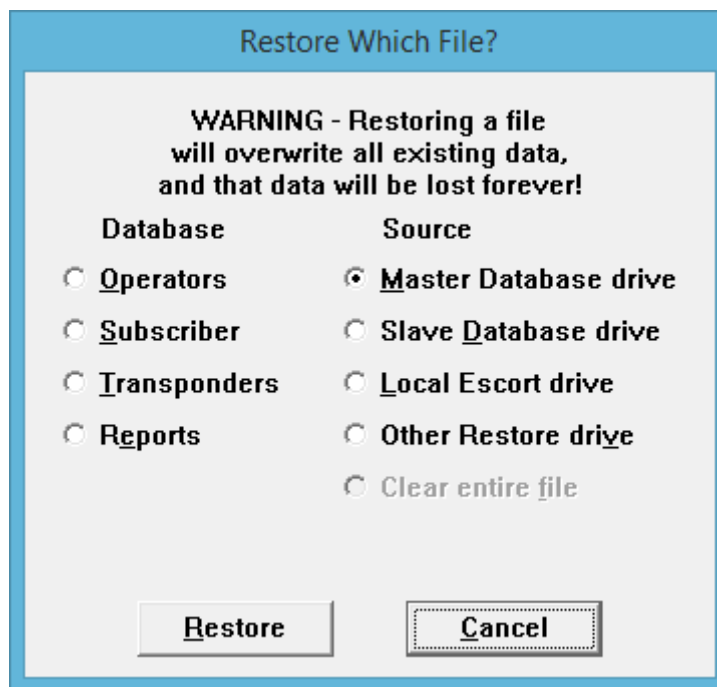 Restore Which File?
WARNING - Restoring a file
will overwrite all existing data,
and that data will be lost forever!
Database Source
Operators Master Database drive
Subscriber Slave Database drive
Transponders Local Escort drive
Reports Other Restore drive
Clear entire file
Restore Cancel